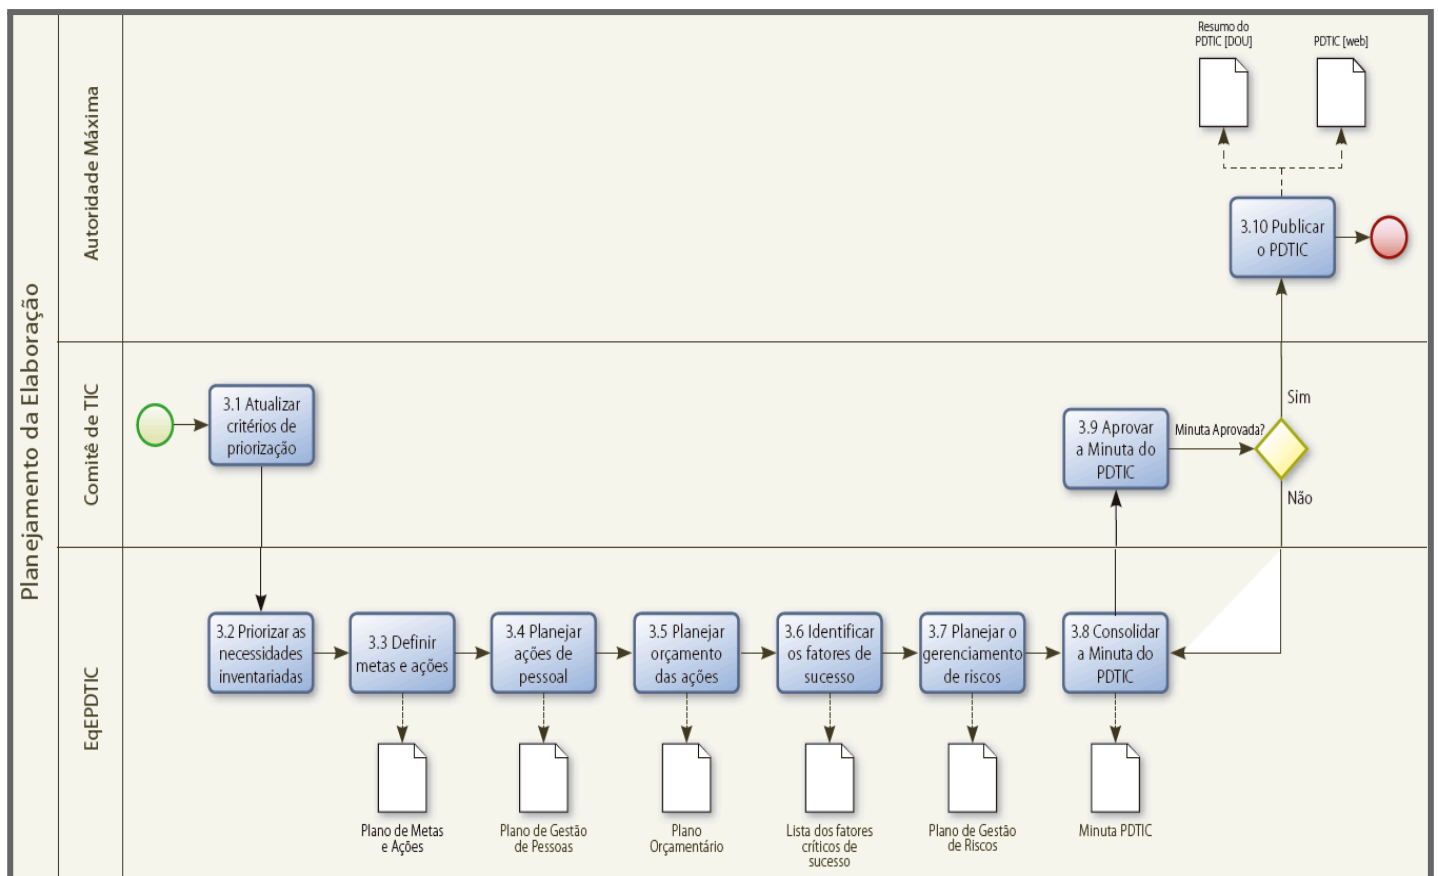 Planejamento da Elaboração
Autoridade Máxima
Resumo do
PDTIC [DOU]
PDTIC [web]
3.10 Publicar
o PDTIC
Comitê de TIC
3.1 Atualizar
critérios de
priorização
3.9 Aprovar
a Minuta do
PDTIC
Minuta Aprovada?
Sim
Não
EqEPDTIC
3.2 Priorizar as
necessidades
inventariadas
3.3 Definir
metas e ações
3.4 Planejar
ações de
pessoal
3.5 Planejar
orçamento
das ações
3.6 Identificar
os fatores de
sucesso
3.7 Planejar o
gerenciamento
de riscos
3.8 Consolidar
a Minuta do
PDTIC
Plano de Metas
e Ações
Plano de Gestão
de Pessoas
Plano
Orçamentário
Lista dos fatores
críticos de
sucesso
Plano de Gestão
de Riscos
Minuta PDTIC